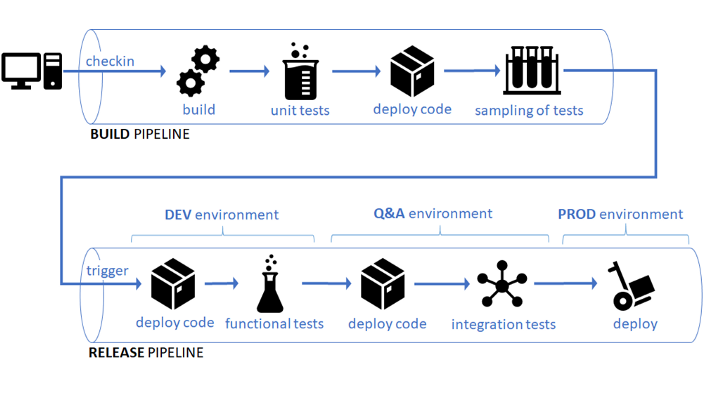 checkin
build
unit tests
deploy code
sampling of tests
BUILD PIPELINE
DEV environment
Q&A environment
PROD environment
trigger
deploy code
functional tests
deploy code
integration tests
deploy
RELEASE PIPELINE